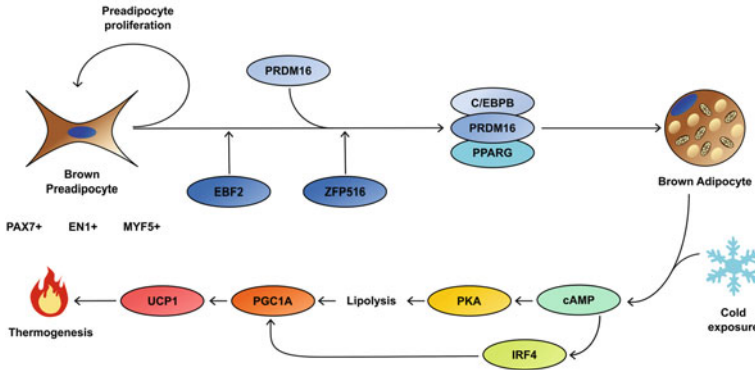 Preadipocyte
proliferation
PRDM16
C/EBPB
PRDM16
PPARG
Brown
Preadipocyte
EBF2
ZFP516
Brown Adipocyte
PAX7+ EN1+ MYF5+
UCP1
PGC1A
Lipolysis
PKA
cAMP
Thermogenesis
Cold
exposure
IRF4